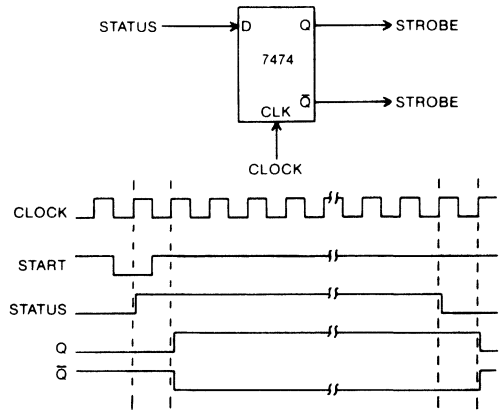 STATUS D Q STROBE
7474
Q̅ STROBE
CLK
CLOCK
CLOCK
START
STATUS
Q
Q̅